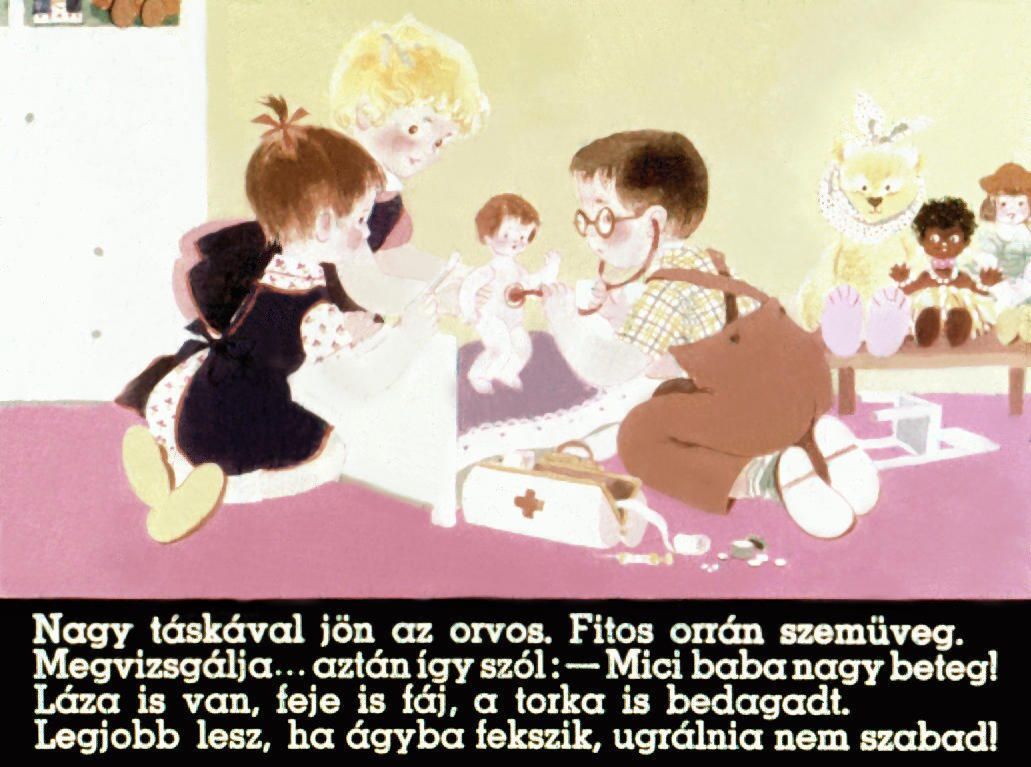 Nagy táskával jön az orvos. Fitos orrán szemüveg.
Megvizsgálja... aztán így szól: — Mici baba nagy beteg!
Láza is van, feje is fáj, a torka is bedagadt.
Legjobb lesz, ha ágyba fekszik, ugrálnia nem szabad!